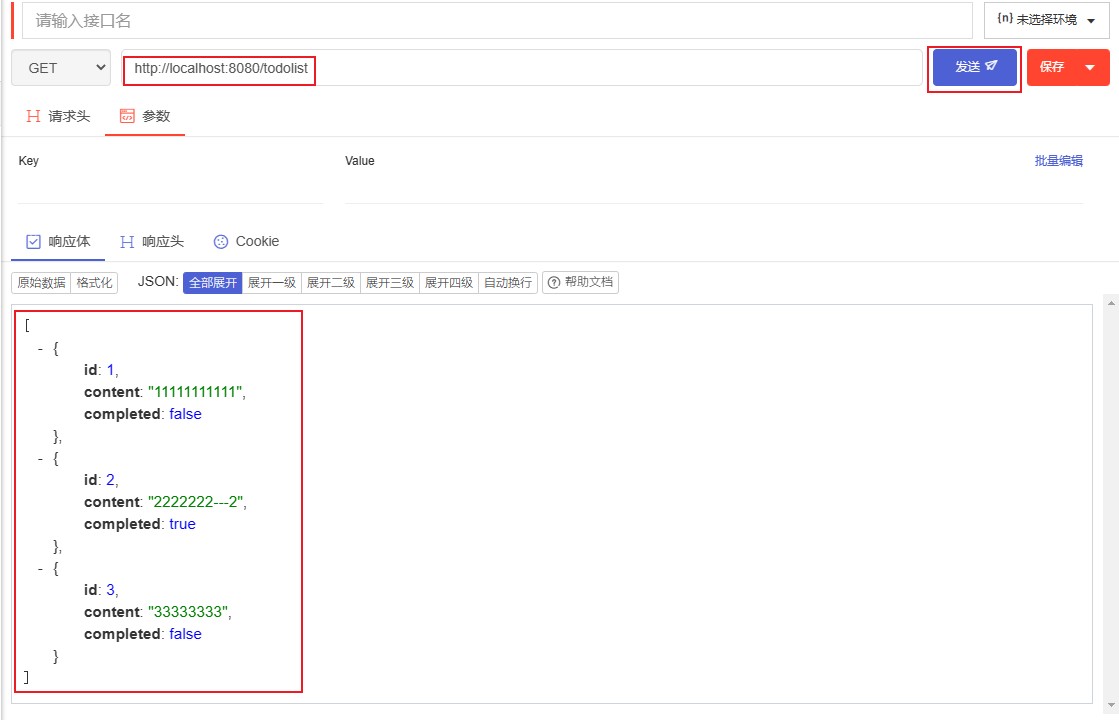 请输入接口名
{n} 未选择环境
GET
http://localhost:8080/todolist
发送
保存
H 请求头
参数
Key
Value
批量编辑
响应体
H 响应头
Cookie
原始数据 格式化 JSON: 全部展开 展开一级 展开二级 展开三级 展开四级 自动换行 帮助文档
[
- {
id: 1,
content: "11111111111",
completed: false
},
- {
id: 2,
content: "2222222---2",
completed: true
},
- {
id: 3,
content: "33333333",
completed: false
}
]